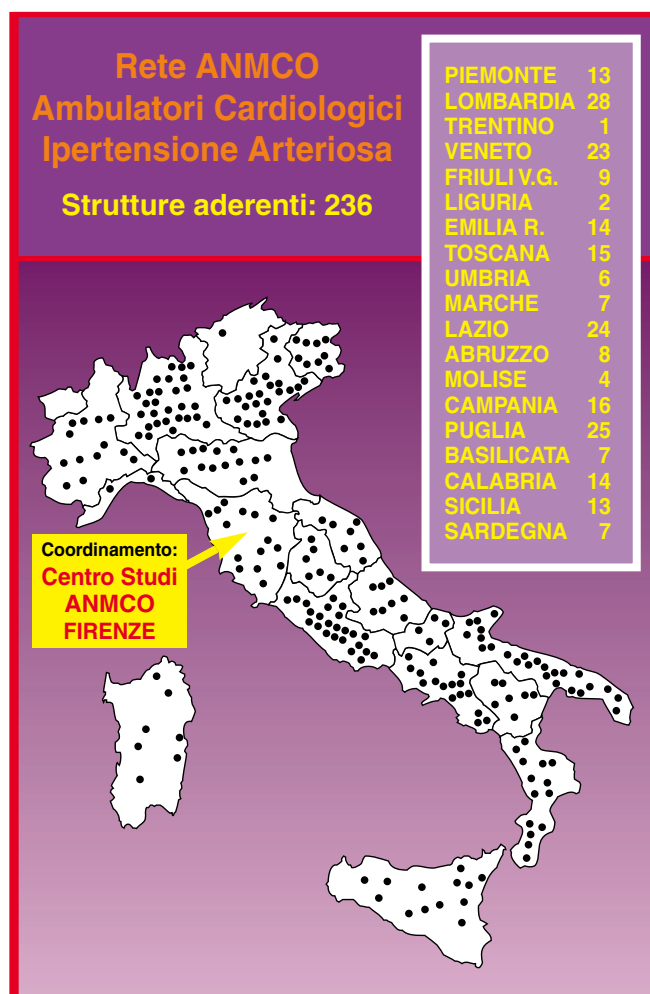 Rete ANMCO
Ambulatori Cardiologici
Ipertensione Arteriosa
Strutture aderenti: 236
PIEMONTE 13
LOMBARDIA 28
TRENTINO 1
VENETO 23
FRIULI V.G. 9
LIGURIA 2
EMILIA R. 14
TOSCANA 15
UMBRIA 6
MARCHE 7
LAZIO 24
ABRUZZO 8
MOLISE 4
CAMPANIA 16
PUGLIA 25
BASILICATA 7
CALABRIA 14
SICILIA 13
SARDEGNA 7
Coordinamento:
Centro Studi
ANMCO
FIRENZE